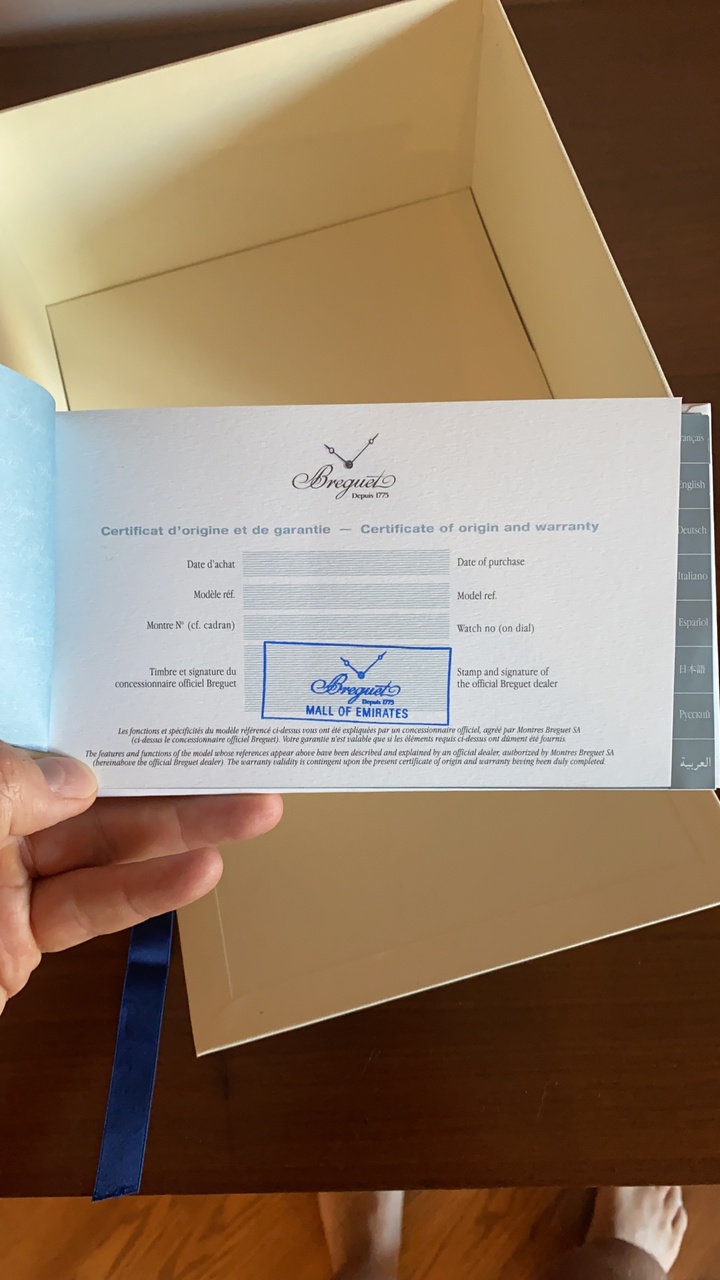 Breguet
Depuis 1775
Certificat d'origine et de garantie — Certificate of origin and warranty
Date d'achat
Date of purchase
Modèle réf.
Model ref.
Montre N° (cf. cadran)
Watch no (on dial)
Timbre et signature du
concessionnaire officiel Breguet
Breguet
Depuis 1775
MALL OF EMIRATES
Stamp and signature of
the official Breguet dealer
Les fonctions et spécificités du modèle référencé ci-dessus vous ont été expliquées par un concessionnaire officiel, agréé par Montres Breguet SA
(ci-dessus le concessionnaire officiel Breguet). Votre garantie n'est valable que si les éléments requis ci-dessus ont dûment été fournis.
The features and functions of the model whose references appear above have been described and explained by an official dealer, authorized by Montres Breguet SA
(hereinabove the official Breguet dealer). The warranty validity is contingent upon the present certificate of origin and warranty beeing been duly completed.
ançais
nglish
Deutsch
Italiano
Español
日本語
Русский
العربية